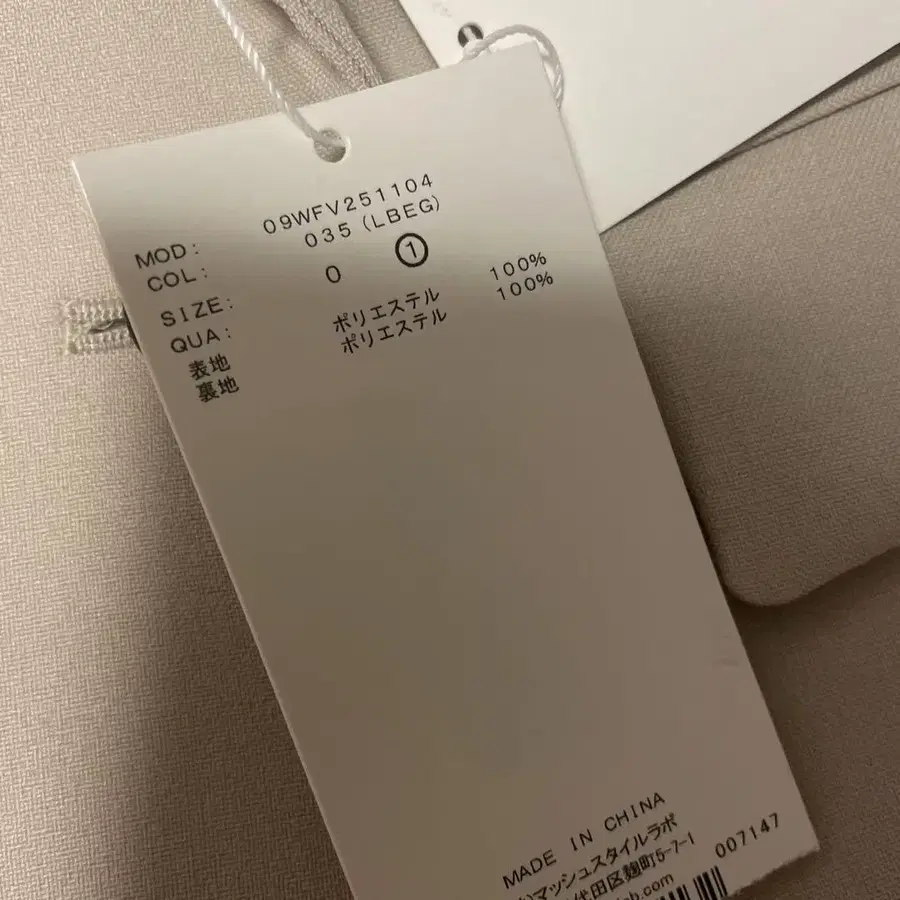 MOD: 09WFV251104
COL: 035(LBEG)
SIZE: 0 ①
QUA:
表地 ポリエステル 100%
裏地 ポリエステル 100%
MADE IN CHINA
)マッシュスタイルラボ
代田区麹町5-7-1
.com
007147